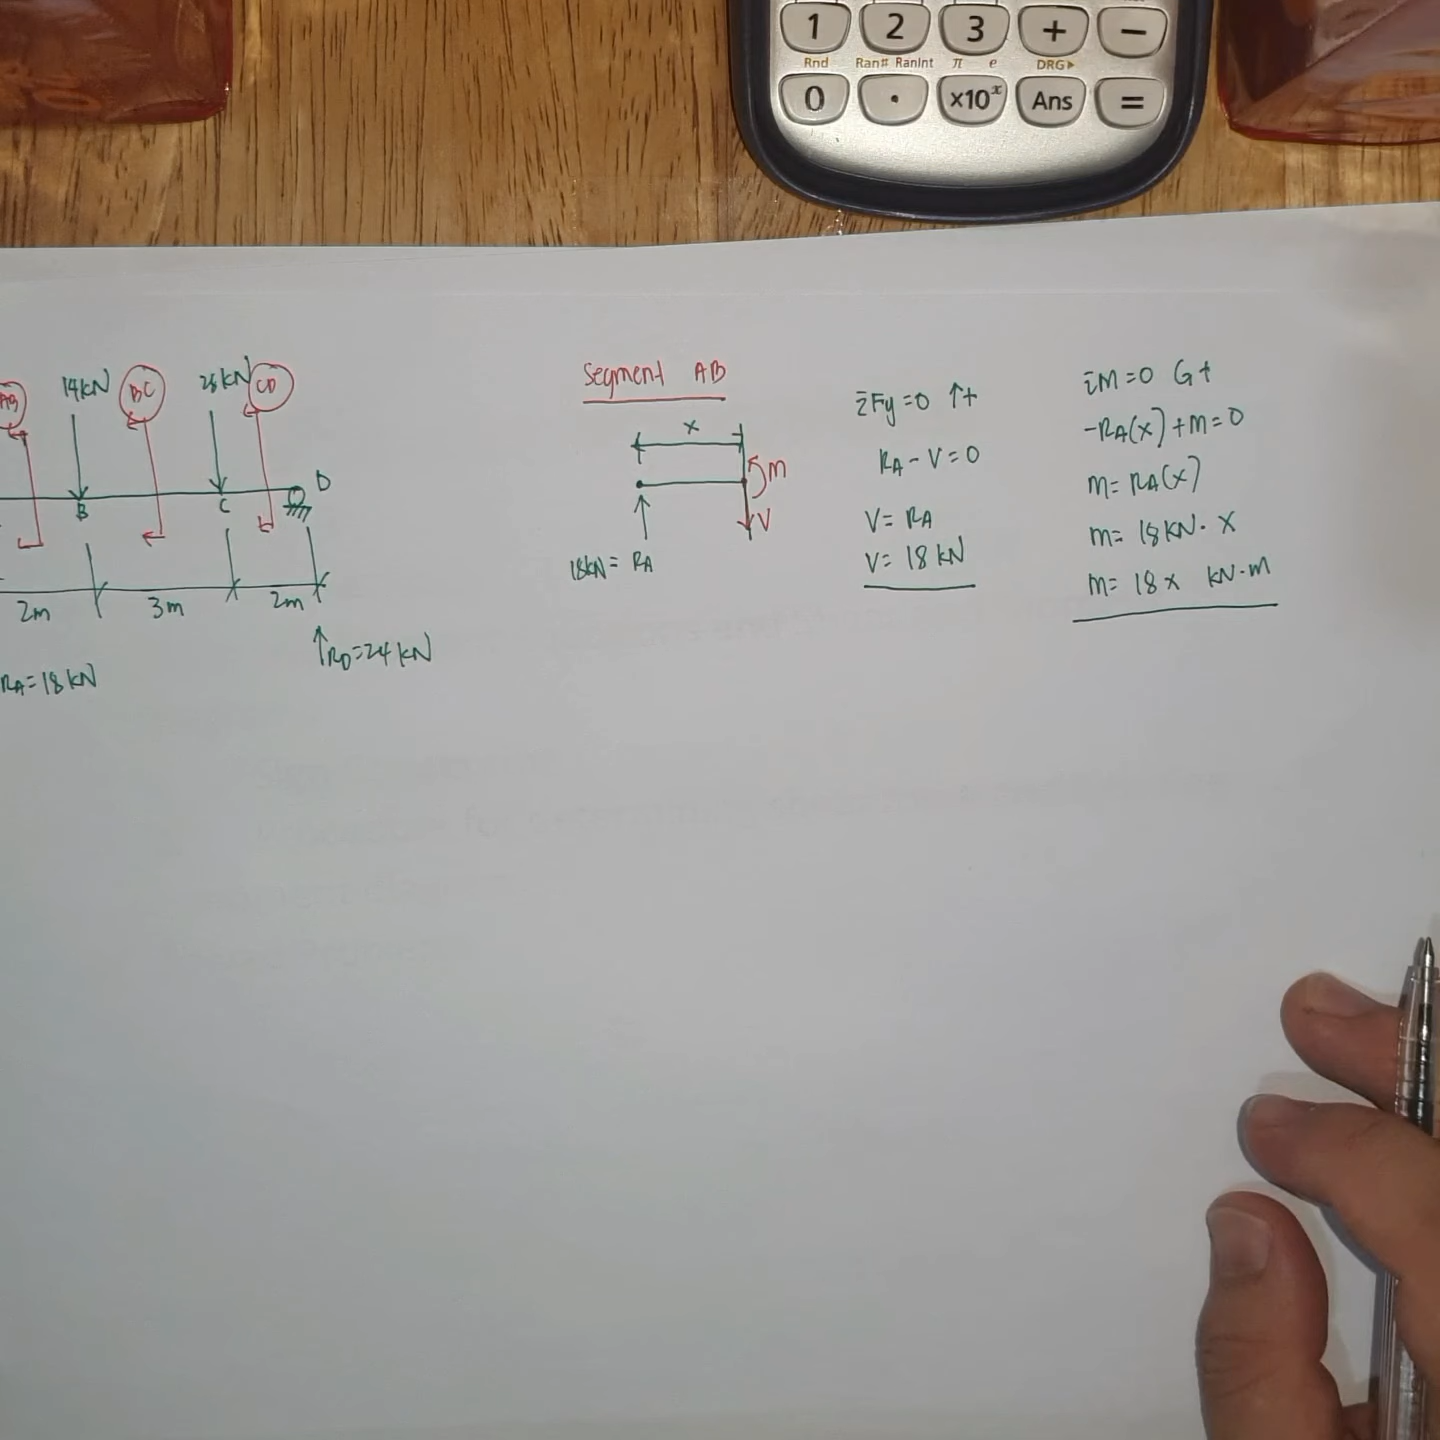 1 2 3 + −
Rnd Ran# RanInt π e DRG▶
0 · ×10ˣ Ans =
AB
14kN
BC
28kN
CD
B
C
D
2m
3m
2m
RD=24kN
RA=18kN
Segment AB
x
M
V
18kN = RA
ΣFy=0 ↑+
RA − V=0
V= RA
V= 18 kN
ΣM=0 ↺+
-RA(x)+M=0
M= RA(x)
M= 18kN· x
M= 18x kN·m